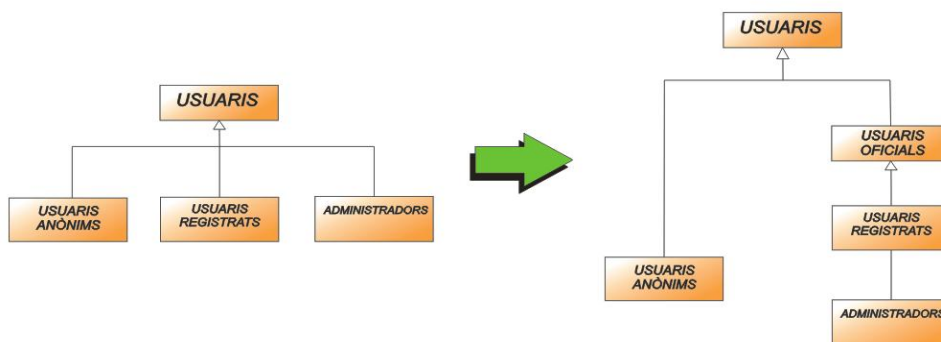 USUARIS
USUARIS
ANÒNIMS
USUARIS
REGISTRATS
ADMINISTRADORS
USUARIS
USUARIS
OFICIALS
USUARIS
REGISTRATS
USUARIS
ANÒNIMS
ADMINISTRADORS